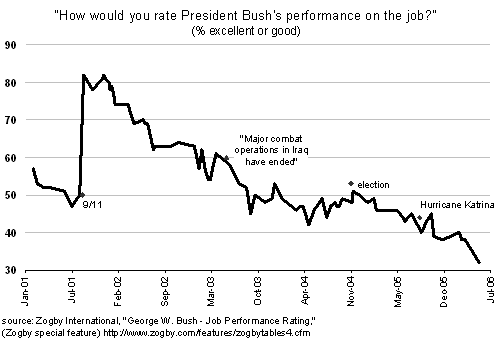 "How would you rate President Bush's performance on the job?"
(% excellent or good)
90
80
70
60
50
40
30
"Major combat
operations in Iraq
have ended"
election
9/11
Hurricane Katrina
Jan-01
Jul-01
Feb-02
Sep-02
Mar-03
Oct-03
Apr-04
Nov-04
May-05
Dec-05
Jul-06
source: Zogby International, "George W. Bush - Job Performance Rating,"
(Zogby special feature) http://www.zogby.com/features/zogbytables4.cfm